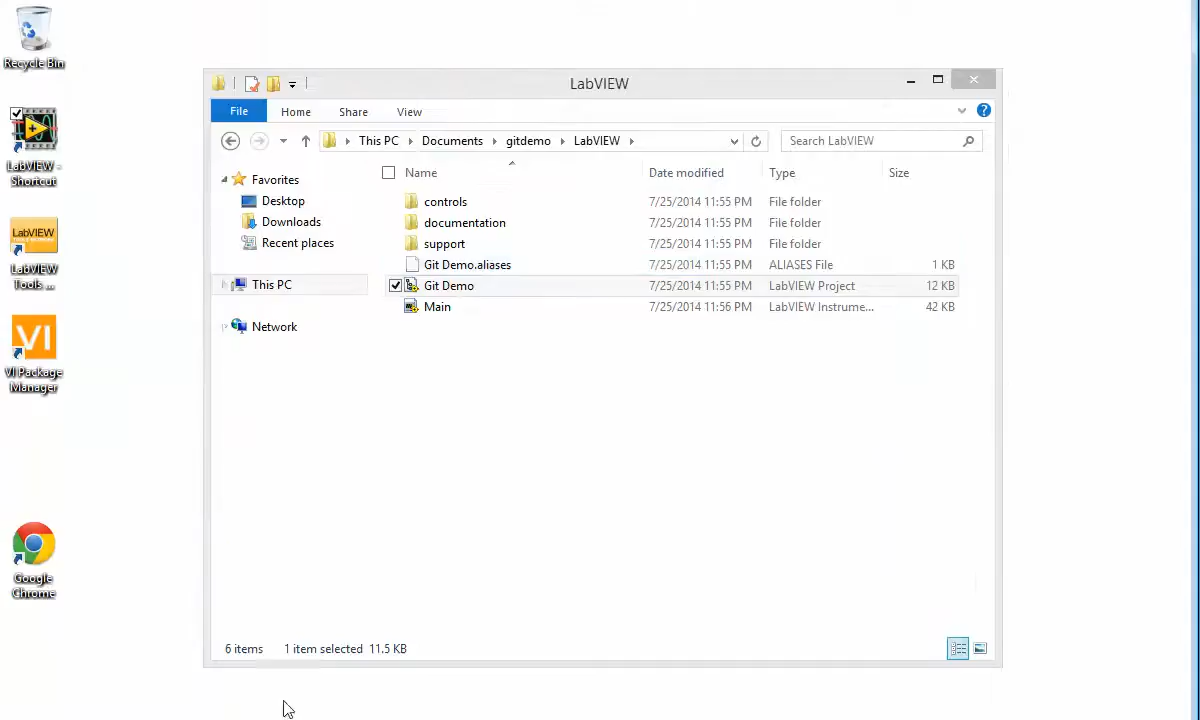 Recycle Bin
LabVIEW -
Shortcut
LabVIEW
LabVIEW
Tools ...
VI
VI Package
Manager
Google
Chrome
LabVIEW
File
Home
Share
View
This PC
Documents
gitdemo
LabVIEW
Search LabVIEW
Favorites
Desktop
Downloads
Recent places
This PC
Network
Name Date modified Type Size
controls 7/25/2014 11:55 PM File folder
documentation 7/25/2014 11:55 PM File folder
support 7/25/2014 11:55 PM File folder
Git Demo.aliases 7/25/2014 11:55 PM ALIASES File 1 KB
Git Demo 7/25/2014 11:55 PM LabVIEW Project 12 KB
Main 7/25/2014 11:56 PM LabVIEW Instrume... 42 KB
6 items 1 item selected 11.5 KB